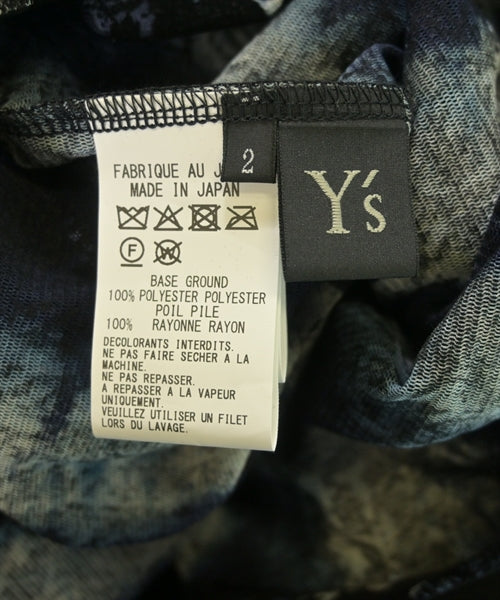 FABRIQUE AU J
MADE IN JAPAN
2
Y's
F
W
BASE GROUND
100% POLYESTER POLYESTER
POIL PILE
100% RAYONNE RAYON
DECOLORANTS INTERDITS.
NE PAS FAIRE SECHER A LA
MACHINE.
NE PAS REPASSER.
A REPASSER A LA VAPEUR
UNIQUEMENT.
VEUILLEZ UTILISER UN FILET
LORS DU LAVAGE.